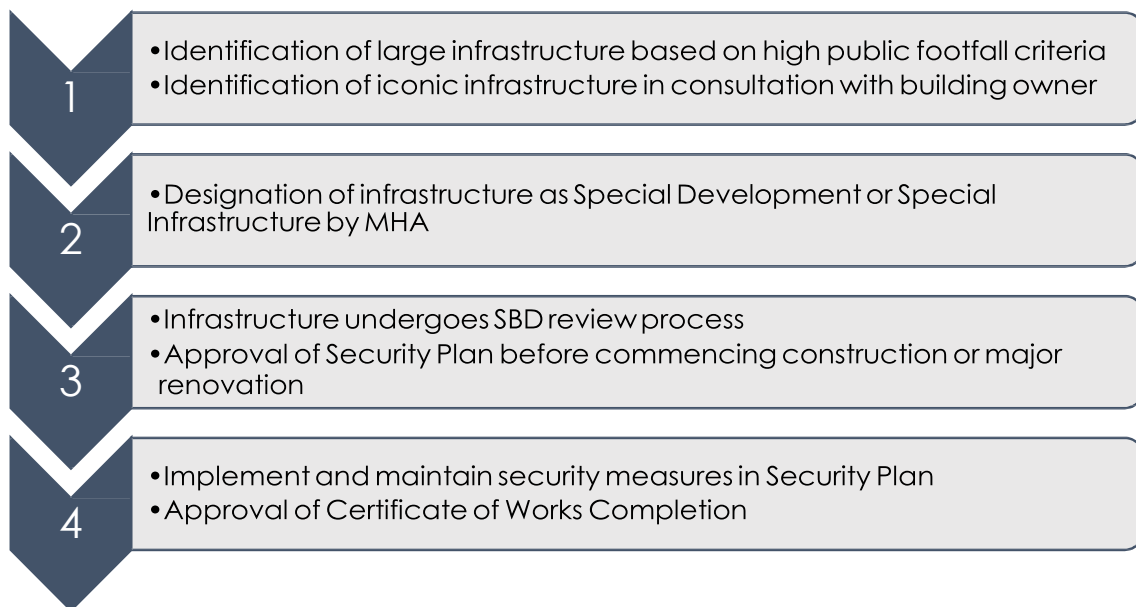 1
•Identification of large infrastructure based on high public footfall criteria
•Identification of iconic infrastructure in consultation with building owner
2
•Designation of infrastructure as Special Development or Special
Infrastructure by MHA
3
•Infrastructure undergoes SBD review process
•Approval of Security Plan before commencing construction or major
renovation
4
•Implement and maintain security measures in Security Plan
•Approval of Certificate of Works Completion